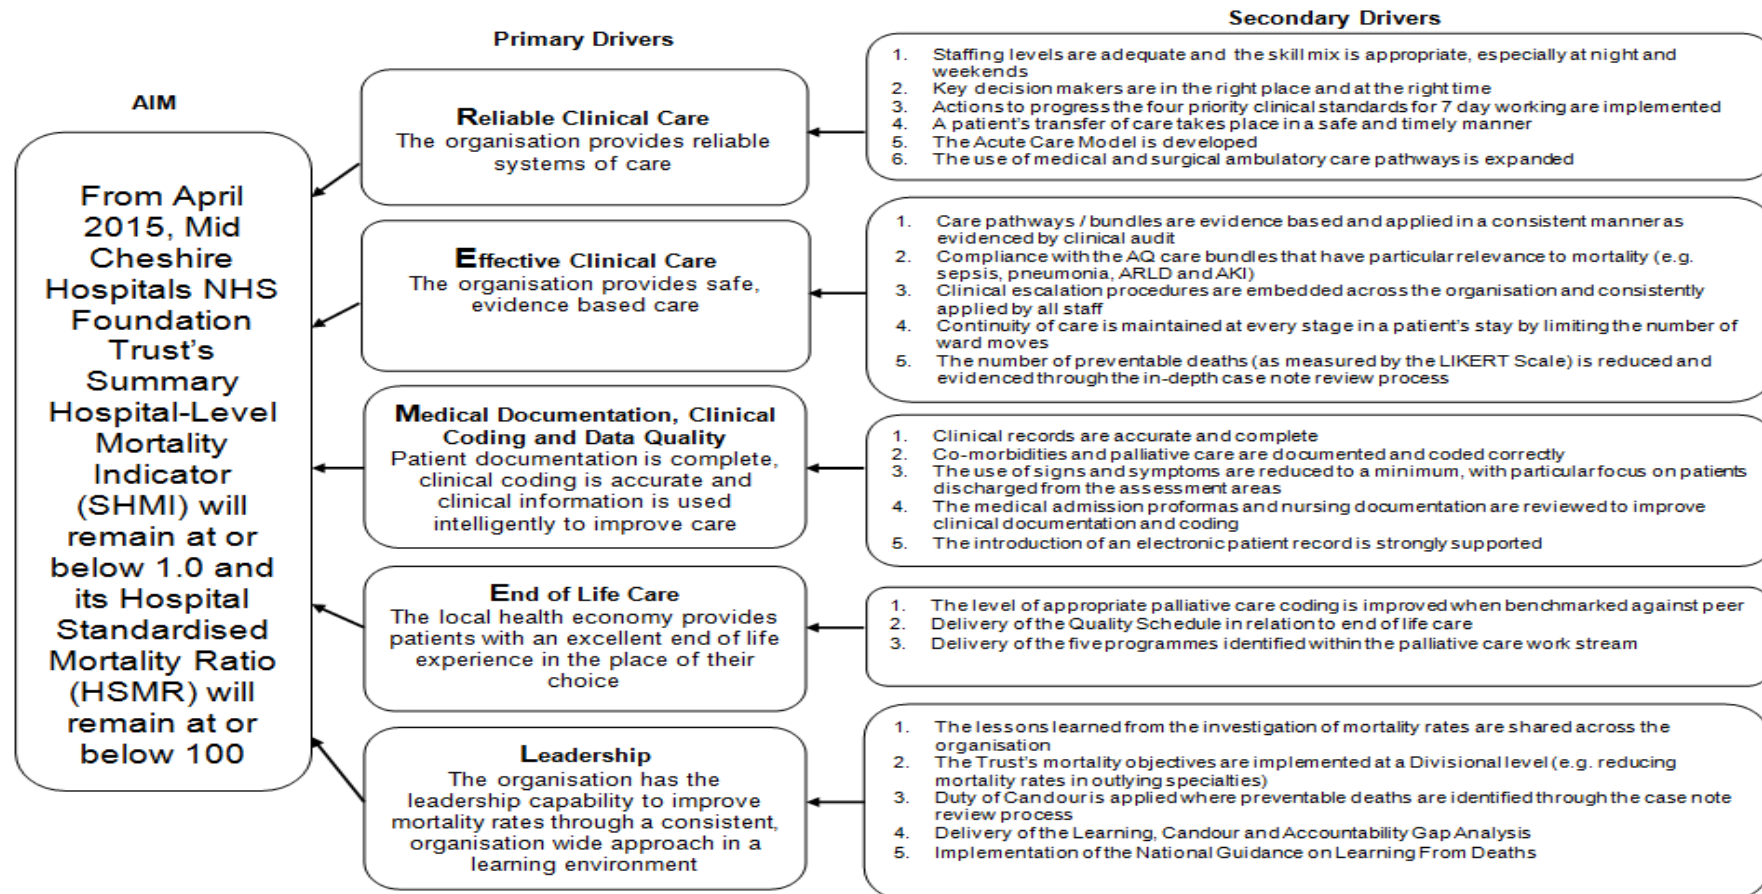 Secondary Drivers
Primary Drivers
AIM
From April
2015, Mid
Cheshire
Hospitals NHS
Foundation
Trust's
Summary
Hospital-Level
Mortality
Indicator
(SHMI) will
remain at or
below 1.0 and
its Hospital
Standardised
Mortality Ratio
(HSMR) will
remain at or
below 100
Reliable Clinical Care
The organisation provides reliable
systems of care
1. Staffing levels are adequate and the skill mix is appropriate, especially at night and
weekends
2. Key decision makers are in the right place and at the right time
3. Actions to progress the four priority clinical standards for 7 day working are implemented
4. A patient's transfer of care takes place in a safe and timely manner
5. The Acute Care Model is developed
6. The use of medical and surgical ambulatory care pathways is expanded
Effective Clinical Care
The organisation provides safe,
evidence based care
1. Care pathways / bundles are evidence based and applied in a consistent manner as
evidenced by clinical audit
2. Compliance with the AQ care bundles that have particular relevance to mortality (e.g.
sepsis, pneumonia, ARLD and AKI)
3. Clinical escalation procedures are embedded across the organisation and consistently
applied by all staff
4. Continuity of care is maintained at every stage in a patient's stay by limiting the number of
ward moves
5. The number of preventable deaths (as measured by the LIKERT Scale) is reduced and
evidenced through the in-depth case note review process
Medical Documentation, Clinical
Coding and Data Quality
Patient documentation is complete,
clinical coding is accurate and
clinical information is used
intelligently to improve care
1. Clinical records are accurate and complete
2. Co-morbidities and palliative care are documented and coded correctly
3. The use of signs and symptoms are reduced to a minimum, with particular focus on patients
discharged from the assessment areas
4. The medical admission proformas and nursing documentation are reviewed to improve
clinical documentation and coding
5. The introduction of an electronic patient record is strongly supported
End of Life Care
The local health economy provides
patients with an excellent end of life
experience in the place of their
choice
1. The level of appropriate palliative care coding is improved when benchmarked against peer
2. Delivery of the Quality Schedule in relation to end of life care
3. Delivery of the five programmes identified within the palliative care work stream
Leadership
The organisation has the
leadership capability to improve
mortality rates through a consistent,
organisation wide approach in a
learning environment
1. The lessons learned from the investigation of mortality rates are shared across the
organisation
2. The Trust's mortality objectives are implemented at a Divisional level (e.g. reducing
mortality rates in outlying specialties)
3. Duty of Candour is applied where preventable deaths are identified through the case note
review process
4. Delivery of the Learning, Candour and Accountability Gap Analysis
5. Implementation of the National Guidance on Learning From Deaths